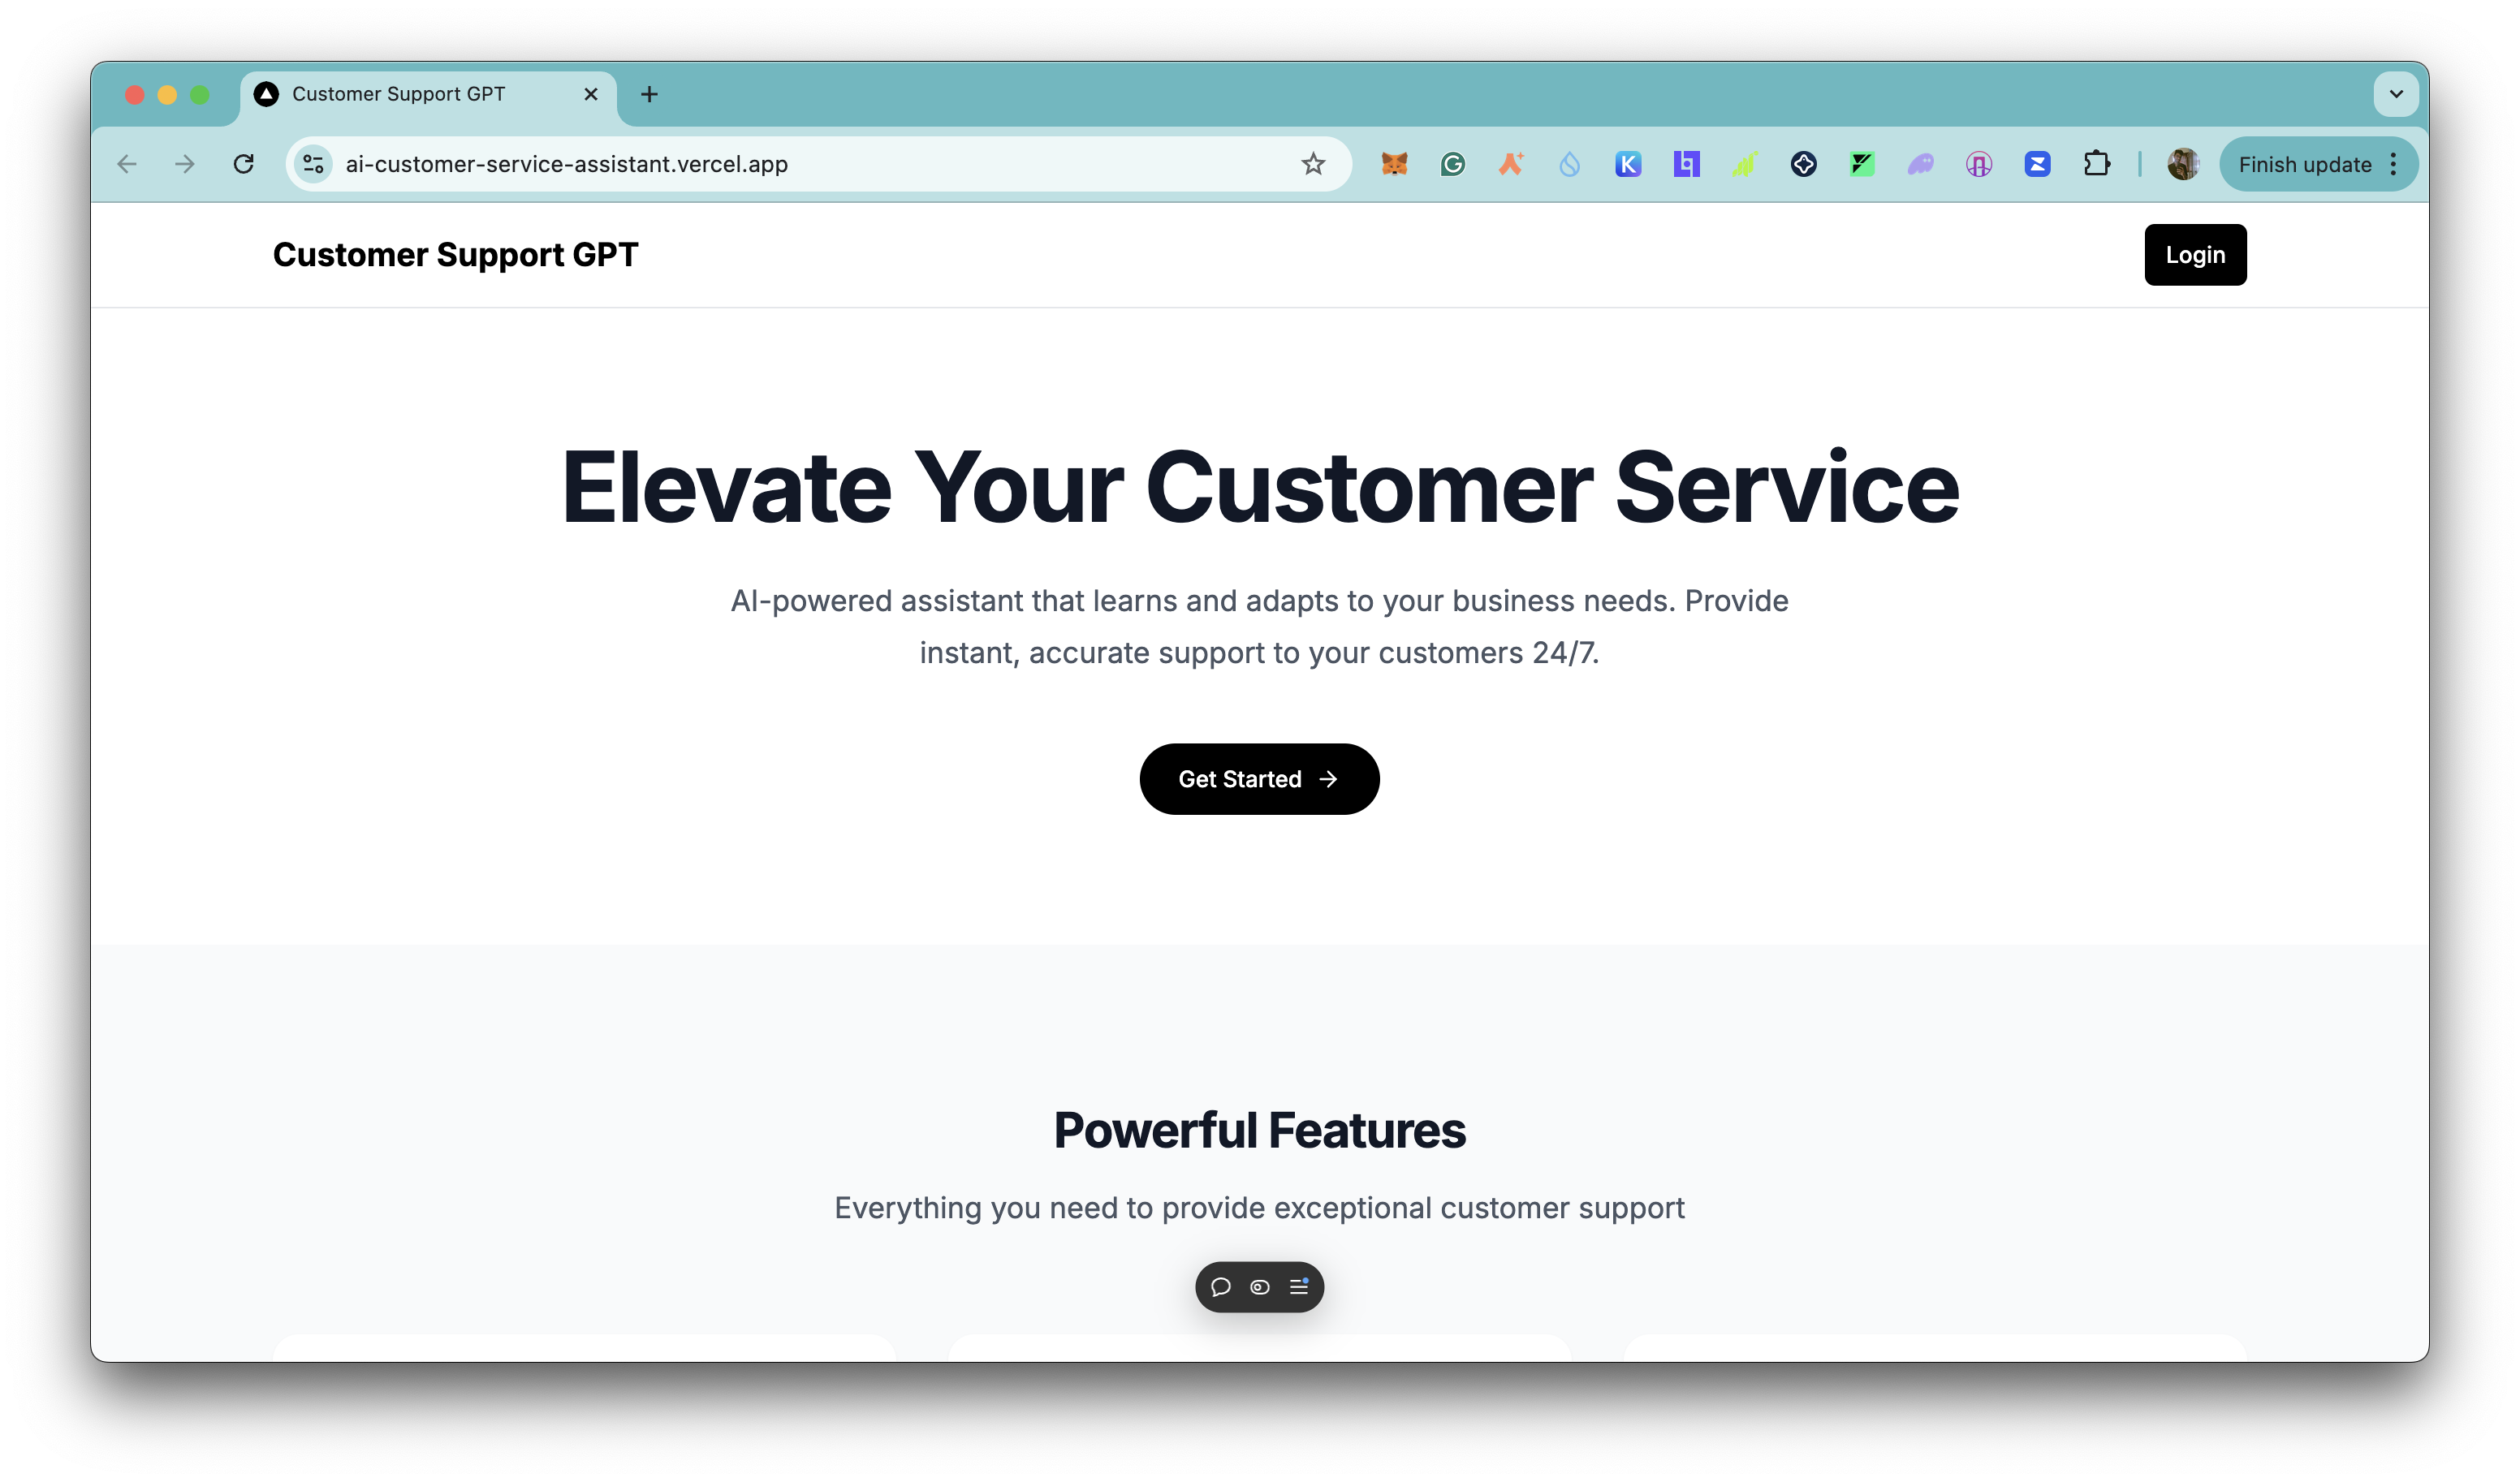 Customer Support GPT
ai-customer-service-assistant.vercel.app
Finish update
Customer Support GPT
Login
Elevate Your Customer Service
AI-powered assistant that learns and adapts to your business needs. Provide
instant, accurate support to your customers 24/7.
Get Started
Powerful Features
Everything you need to provide exceptional customer support